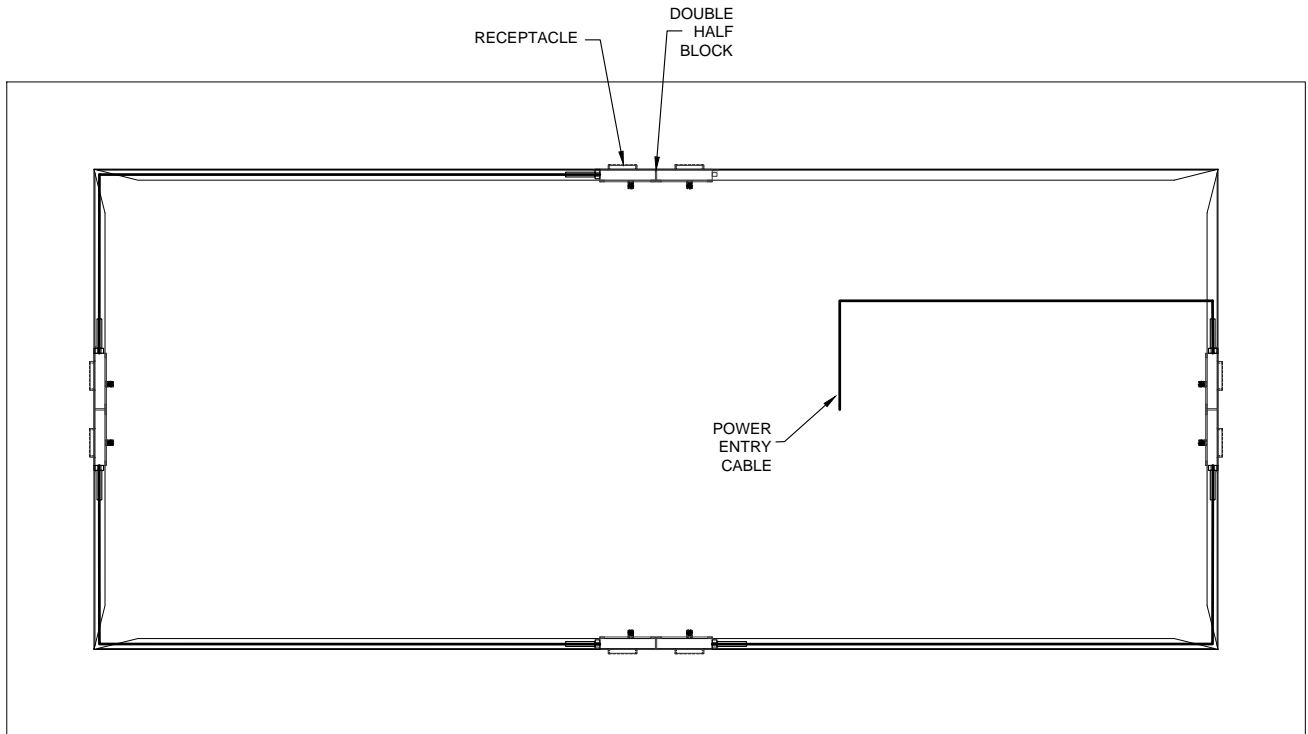 DOUBLE
HALF
BLOCK
RECEPTACLE
POWER
ENTRY
CABLE